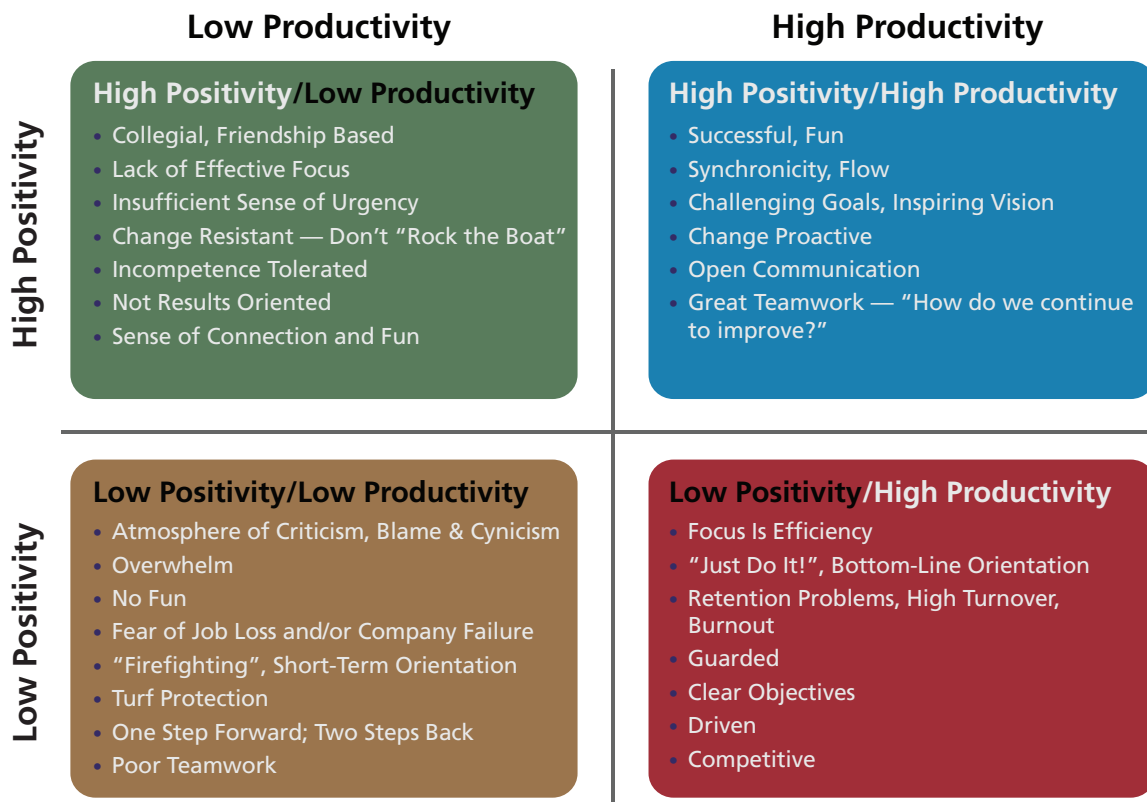 Low Productivity
High Productivity
High Positivity
High Positivity/Low Productivity
• Collegial, Friendship Based
• Lack of Effective Focus
• Insufficient Sense of Urgency
• Change Resistant — Don’t “Rock the Boat”
• Incompetence Tolerated
• Not Results Oriented
• Sense of Connection and Fun
High Positivity/High Productivity
• Successful, Fun
• Synchronicity, Flow
• Challenging Goals, Inspiring Vision
• Change Proactive
• Open Communication
• Great Teamwork — “How do we continue
to improve?”
Low Positivity
Low Positivity/Low Productivity
• Atmosphere of Criticism, Blame & Cynicism
• Overwhelm
• No Fun
• Fear of Job Loss and/or Company Failure
• “Firefighting”, Short-Term Orientation
• Turf Protection
• One Step Forward; Two Steps Back
• Poor Teamwork
Low Positivity/High Productivity
• Focus Is Efficiency
• “Just Do It!”, Bottom-Line Orientation
• Retention Problems, High Turnover,
Burnout
• Guarded
• Clear Objectives
• Driven
• Competitive